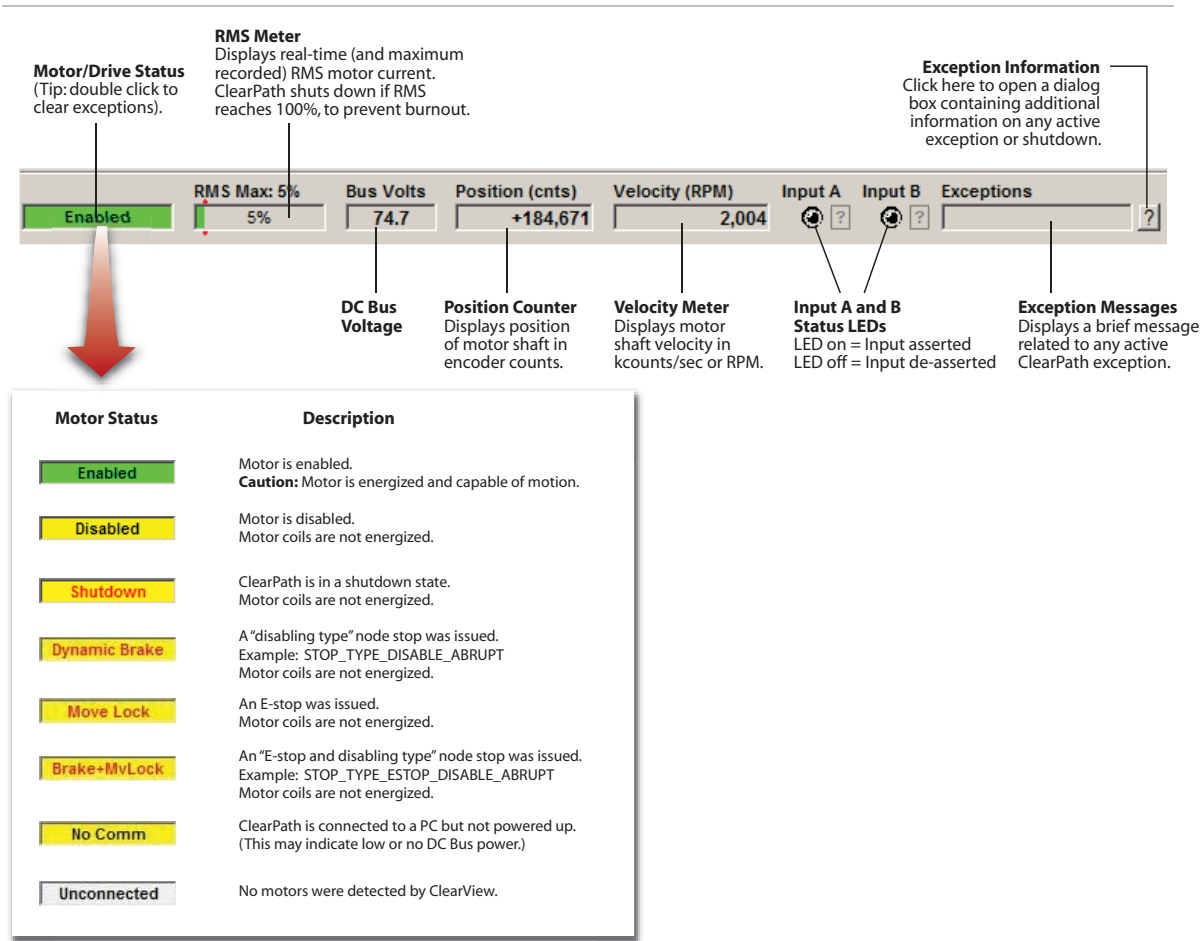 RMS Meter
Displays real-time (and maximum
recorded) RMS motor current.
ClearPath shuts down if RMS
reaches 100%, to prevent burnout.
Motor/Drive Status
(Tip: double click to
clear exceptions).
Exception Information
Click here to open a dialog
box containing additional
information on any active
exception or shutdown.
RMS Max: 5%
Bus Volts
Position (cnts)
Velocity (RPM)
Input A
Input B
Exceptions
Enabled
5%
74.7
+184,671
2,004
?
?
?
DC Bus
Voltage
Position Counter
Displays position
of motor shaft in
encoder counts.
Velocity Meter
Displays motor
shaft velocity in
kcounts/sec or RPM.
Input A and B
Status LEDs
LED on = Input asserted
LED off = Input de-asserted
Exception Messages
Displays a brief message
related to any active
ClearPath exception.
Motor Status
Description
Enabled
Motor is enabled.
Caution: Motor is energized and capable of motion.
Disabled
Motor is disabled.
Motor coils are not energized.
Shutdown
ClearPath is in a shutdown state.
Motor coils are not energized.
Dynamic Brake
A “disabling type” node stop was issued.
Example: STOP_TYPE_DISABLE_ABRUPT
Motor coils are not energized.
Move Lock
An E-stop was issued.
Motor coils are not energized.
Brake+MvLock
An “E-stop and disabling type” node stop was issued.
Example: STOP_TYPE_ESTOP_DISABLE_ABRUPT
Motor coils are not energized.
No Comm
ClearPath is connected to a PC but not powered up.
(This may indicate low or no DC Bus power.)
Unconnected
No motors were detected by ClearView.